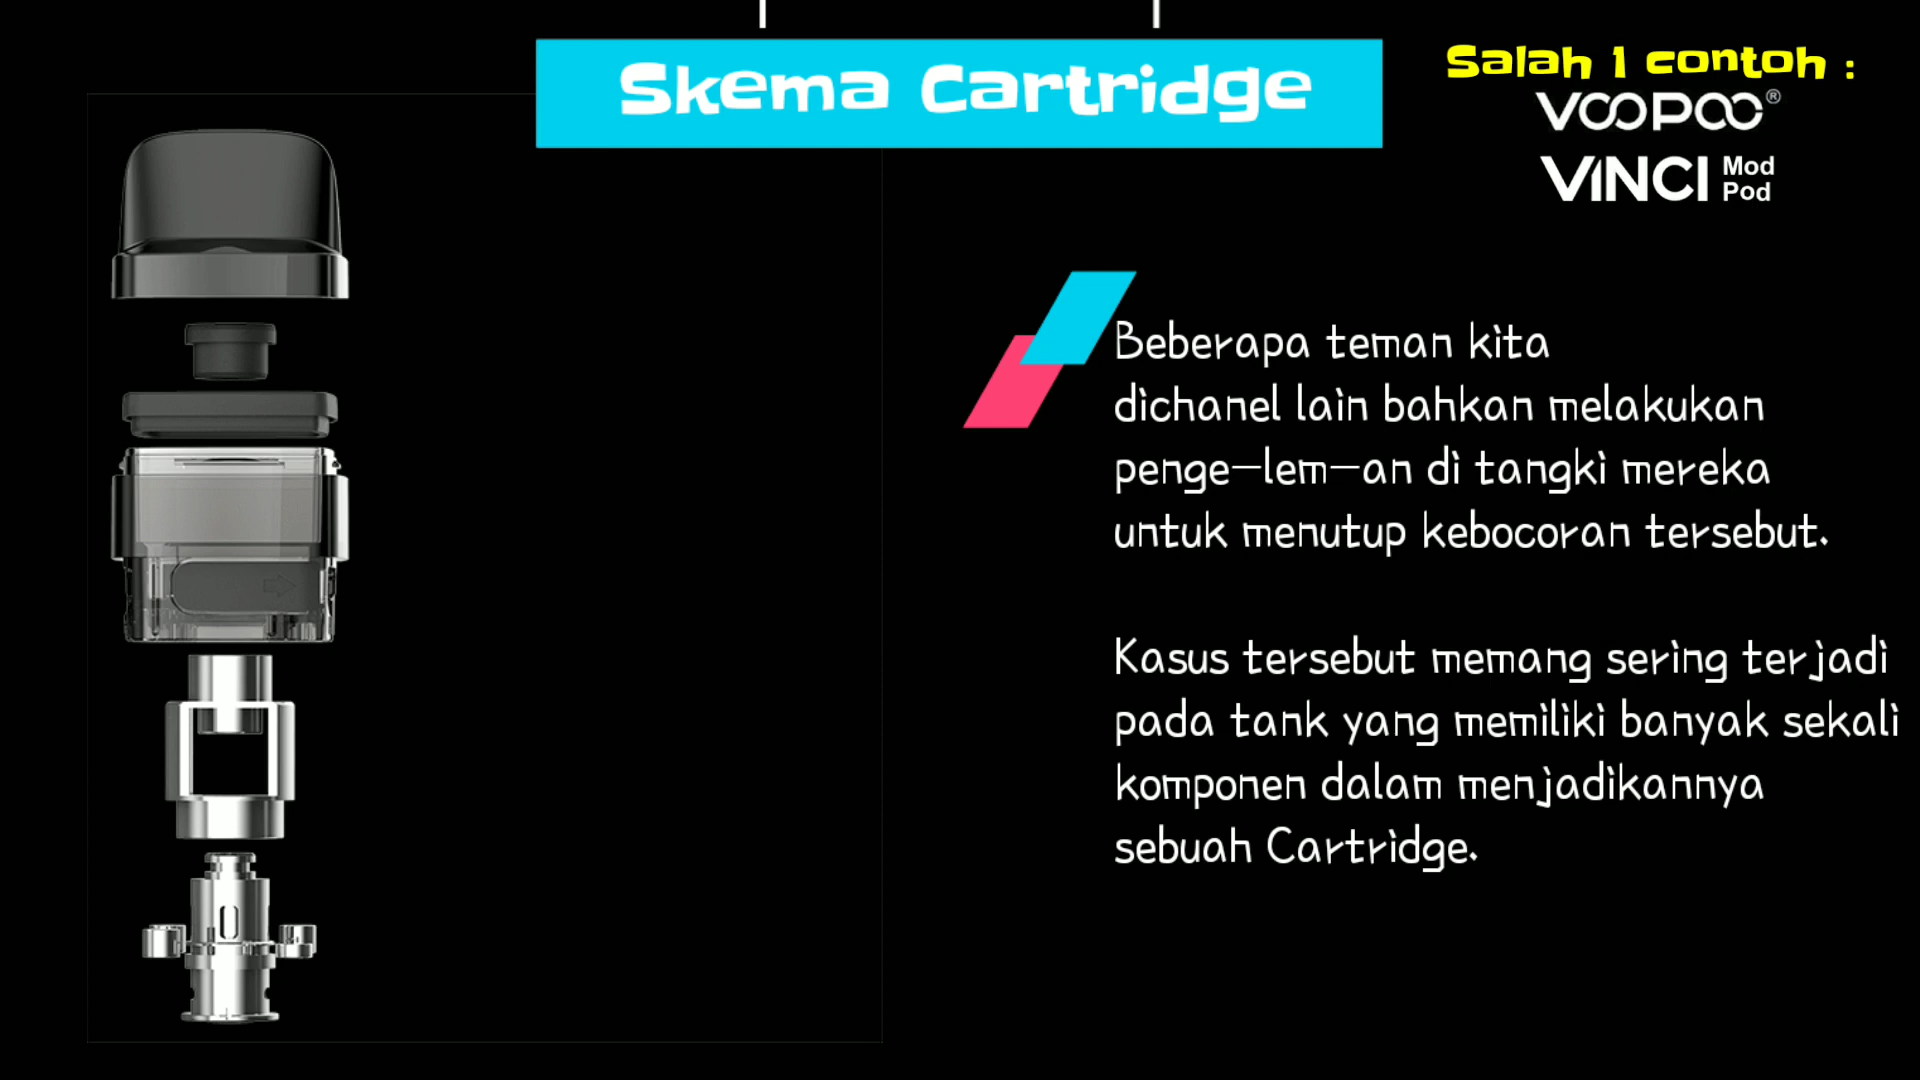 Skema Cartridge
Salah 1 contoh :
VOOPOO®
VINCI Mod Pod
Beberapa teman kita
dichanel lain bahkan melakukan
penge-lem-an di tangki mereka
untuk menutup kebocoran tersebut.
Kasus tersebut memang sering terjadi
pada tank yang memiliki banyak sekali
komponen dalam menjadikannya
sebuah Cartridge.